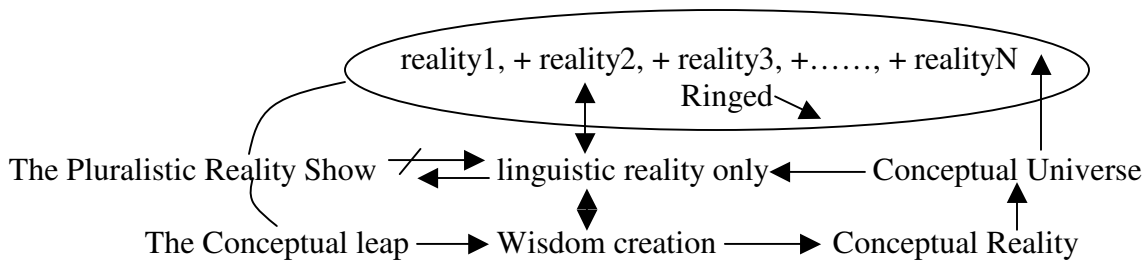 reality1, + reality2, + reality3, +……, + realityN
Ringed
The Pluralistic Reality Show linguistic reality only Conceptual Universe
The Conceptual leap Wisdom creation Conceptual Reality